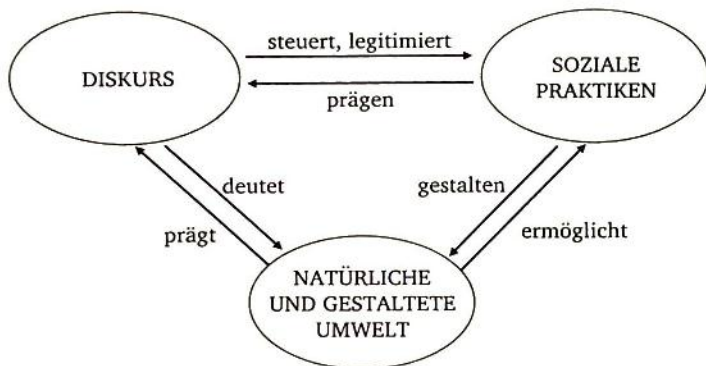 steuert, legitimiert
DISKURS
SOZIALE
PRAKTIKEN
prägen
deutet
gestalten
prägt
ermöglicht
NATÜRLICHE
UND GESTALTETE
UMWELT